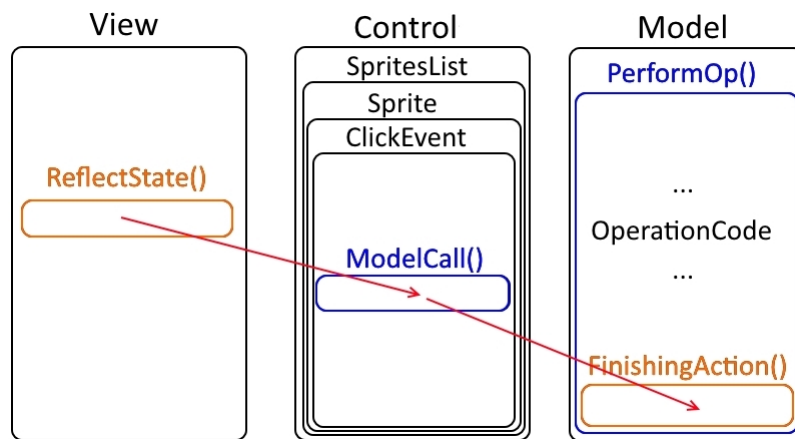 View
ReflectState()
Control
SpritesList
Sprite
ClickEvent
ModelCall()
Model
PerformOp()
...
OperationCode
...
FinishingAction()